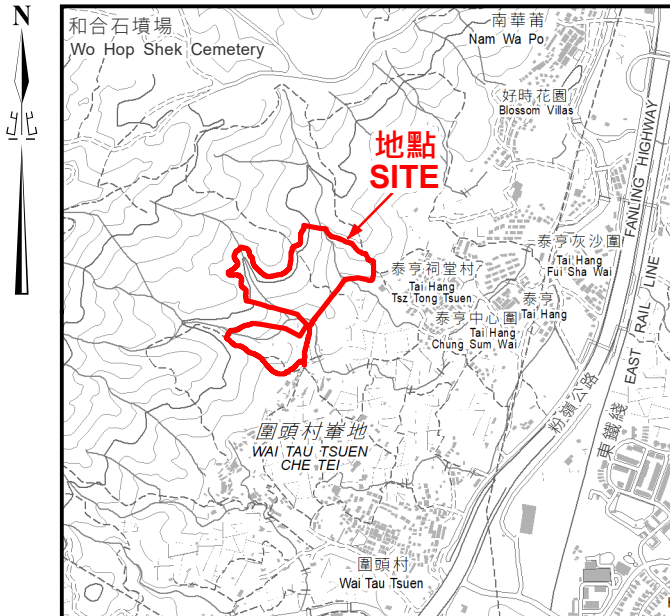 N
和合石墳場
Wo Hop Shek Cemetery
南華莆
Nam Wa Po
好時花園
Blossom Villas
地點
SITE
FANLING HIGHWAY
泰亨灰沙圍
Tai Hang
Fui Sha Wai
泰亨祠堂村
Tai Hang
Tsz Tong Tsuen
泰亨
Tai Hang
泰亨中心圍
Tai Hang
Chung Sum Wai
EAST RAIL LINE
粉嶺公路
東鐵綫
圍頭村輋地
WAI TAU TSUEN
CHE TEI
圍頭村
Wai Tau Tsuen